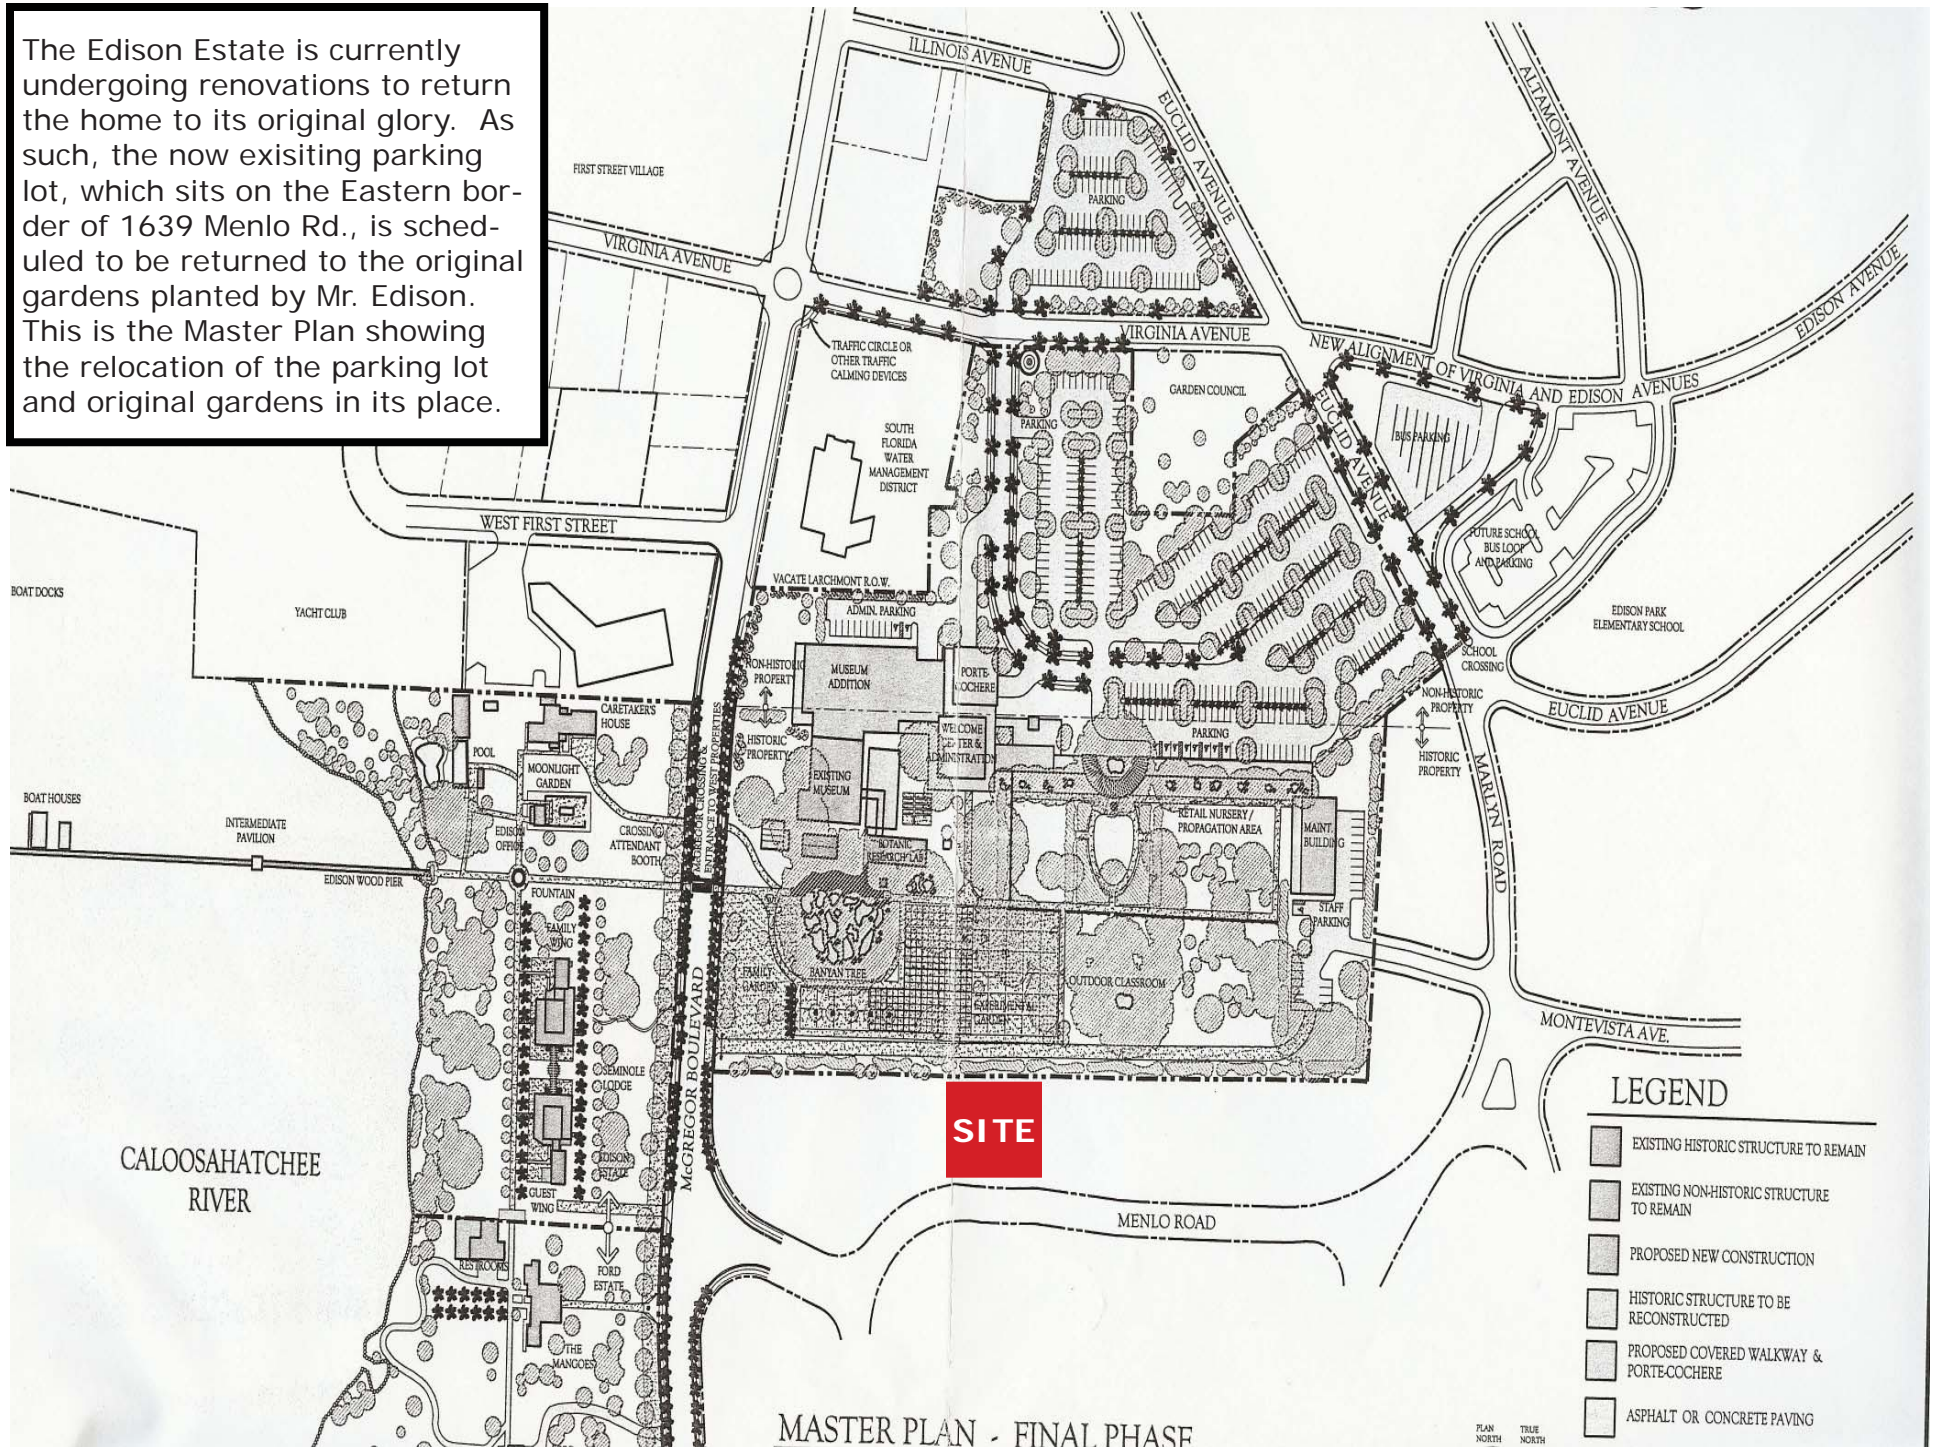 The Edison Estate is currently
undergoing renovations to return
the home to its original glory.  As
such, the now exisiting parking
lot, which sits on the Eastern bor-
der of 1639 Menlo Rd., is sched-
uled to be returned to the original
gardens planted by Mr. Edison.
This is the Master Plan showing
the relocation of the parking lot
and original gardens in its place.
ILLINOIS AVENUE
EUCLID AVENUE
ALTAMONT AVENUE
FIRST STREET VILLAGE
PARKING
VIRGINIA AVENUE
EDISON AVENUE
VIRGINIA AVENUE
NEW ALIGNMENT OF VIRGINIA AND EDISON AVENUES
TRAFFIC CIRCLE OR
OTHER TRAFFIC
CALMING DEVICES
GARDEN COUNCIL
EUCLID AVENUE
PARKING
BUS PARKING
SOUTH
FLORIDA
WATER
MANAGEMENT
DISTRICT
WEST FIRST STREET
FUTURE SCHOOL
BUS LOOP
AND PARKING
VACATE LARCHMONT R.O.W.
BOAT DOCKS
YACHT CLUB
ADMIN. PARKING
EDISON PARK
ELEMENTARY SCHOOL
SCHOOL
CROSSING
NON-HISTORIC
PROPERTY
MUSEUM
ADDITION
PORTE-
COCHERE
NON-HISTORIC
PROPERTY
EUCLID AVENUE
CARETAKER'S
HOUSE
McGREGOR CROSSING &
ENTRANCE TO WEST PROPERTIES
HISTORIC
PROPERTY
WELCOME
CENTER &
ADMINISTRATION
PARKING
HISTORIC
PROPERTY
POOL
MOONLIGHT
GARDEN
EXISTING
MUSEUM
MARLYN ROAD
BOAT HOUSES
INTERMEDIATE
PAVILION
EDISON
OFFICE
CROSSING
ATTENDANT
BOOTH
RETAIL NURSERY /
PROPAGATION AREA
MAINT.
BUILDING
BOTANIC
RESEARCH LAB
EDISON WOOD PIER
FOUNTAIN
STAFF
PARKING
FAMILY
WING
FAMILY
GARDEN
BANYAN TREE
EXPERIMENTAL
GARDEN
OUTDOOR CLASSROOM
MONTEVISTA AVE.
McGREGOR BOULEVARD
SEMINOLE
LODGE
SITE
EDISON
ESTATE
GUEST
WING
CALOOSAHATCHEE
RIVER
MENLO ROAD
RESTROOMS
FORD
ESTATE
THE
MANGOES
LEGEND
EXISTING HISTORIC STRUCTURE TO REMAIN
EXISTING NON-HISTORIC STRUCTURE
TO REMAIN
PROPOSED NEW CONSTRUCTION
HISTORIC STRUCTURE TO BE
RECONSTRUCTED
PROPOSED COVERED WALKWAY &
PORTE-COCHERE
ASPHALT OR CONCRETE PAVING
MASTER PLAN - FINAL PHASE
PLAN
NORTH
TRUE
NORTH